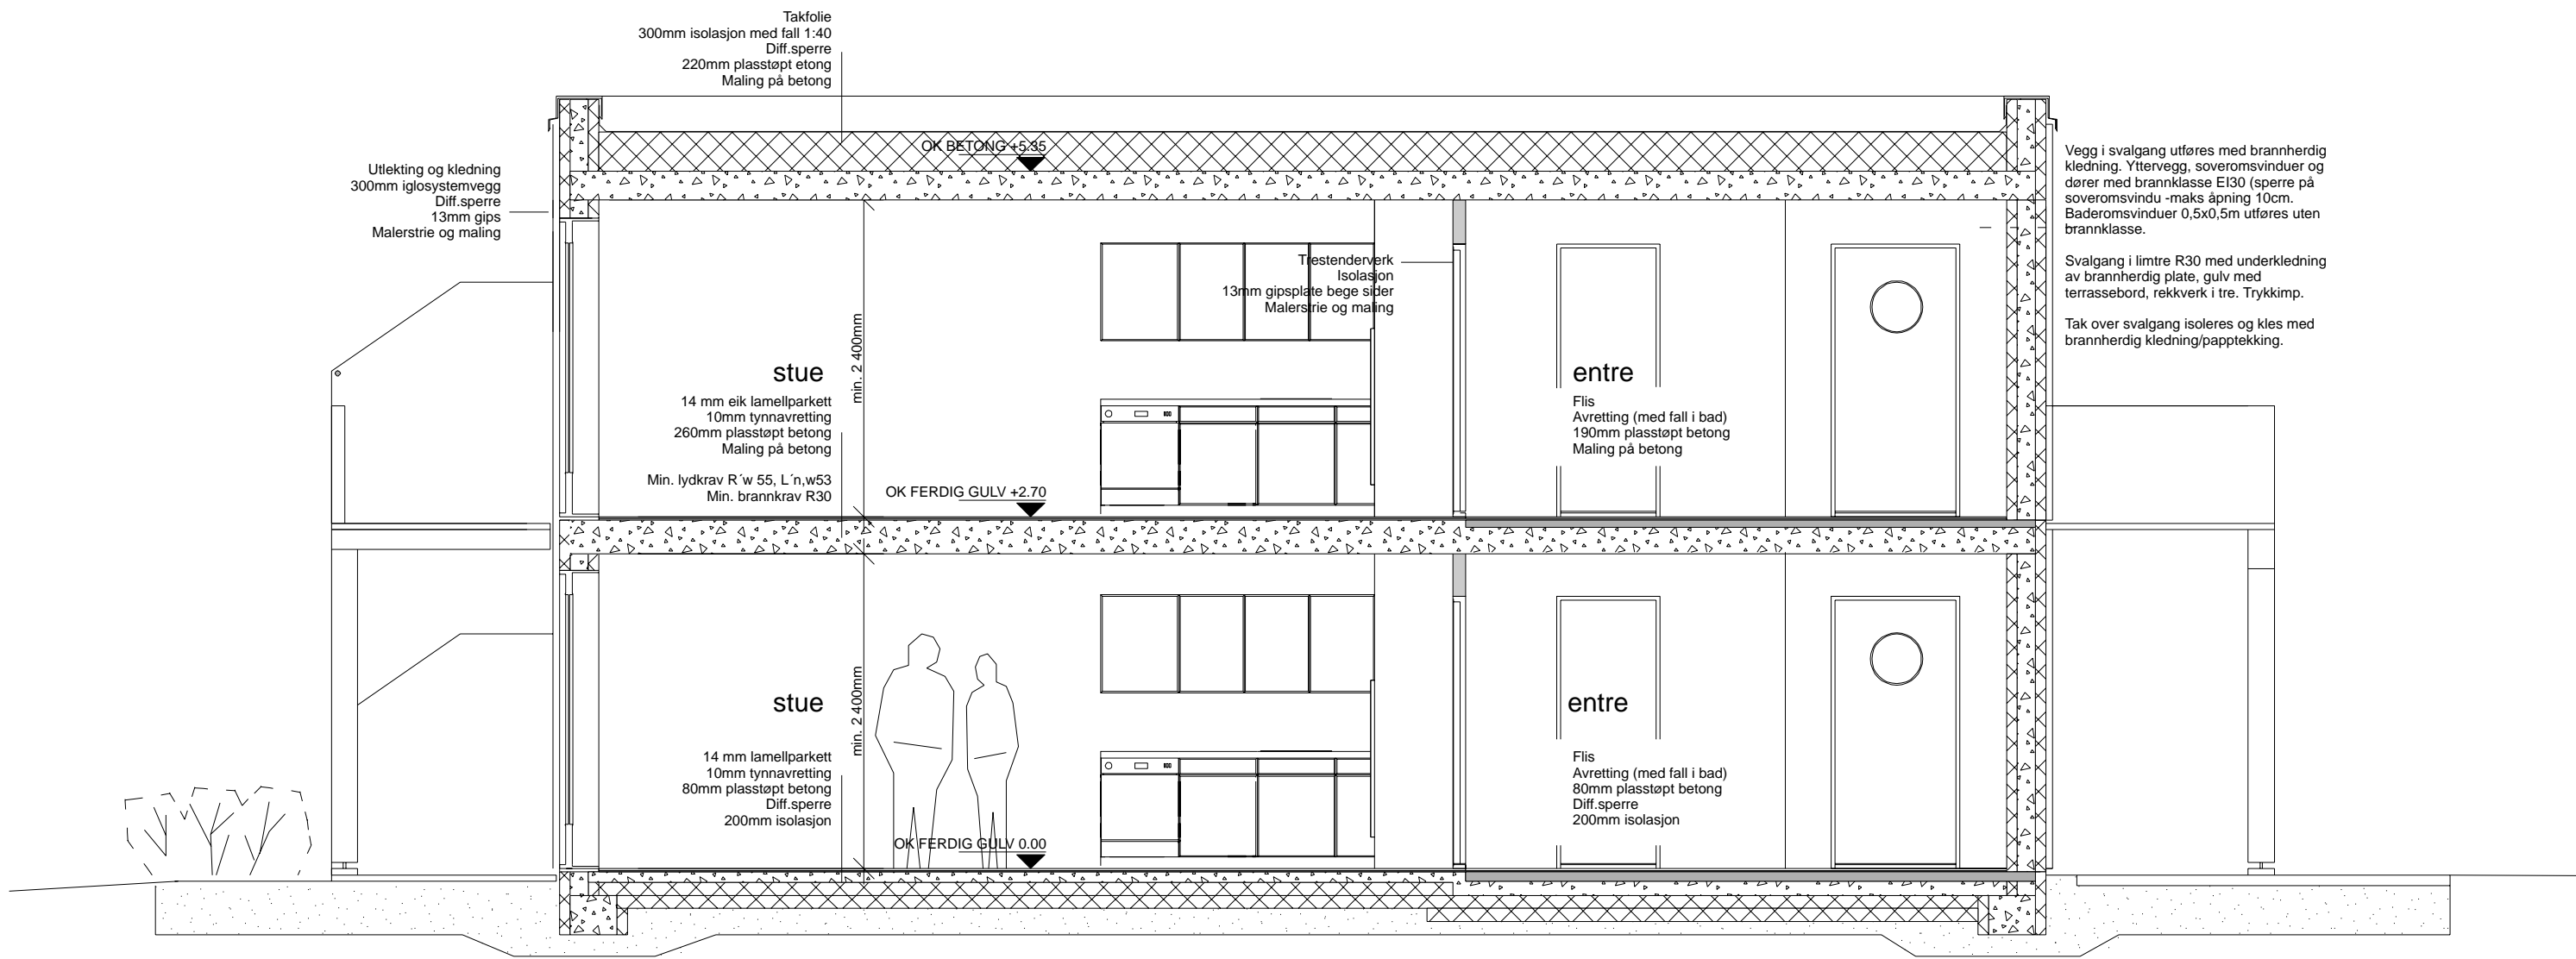 Takfolie
300mm isolasjon med fall 1:40
Diff.sperre
220mm plasstøpt etong
Maling på betong
OK BETONG +5.35
Utlekting og kledning
300mm iglosystemvegg
Diff.sperre
13mm gips
Malerstrie og maling
Vegg i svalgang utføres med brannherdig
kledning. Yttervegg, soveromsvinduer og
dører med brannklasse EI30 (sperre på
soveromsvindu -maks åpning 10cm.
Baderomsvinduer 0,5x0,5m utføres uten
brannklasse.
Svalgang i limtre R30 med underkledning
av brannherdig plate, gulv med
terrassebord, rekkverk i tre. Trykkimp.
Tak over svalgang isoleres og kles med
brannherdig kledning/papptekking.
Trestenderverk
Isolasjon
13mm gipsplate bege sider
Malerstrie og maling
min. 2 400mm
stue
14 mm eik lamellparkett
10mm tynnavretting
260mm plasstøpt betong
Maling på betong
Min. lydkrav R´w 55, L´n,w53
Min. brannkrav R30
OK FERDIG GULV +2.70
entre
Flis
Avretting (med fall i bad)
190mm plasstøpt betong
Maling på betong
min. 2 400mm
stue
14 mm lamellparkett
10mm tynnavretting
80mm plasstøpt betong
Diff.sperre
200mm isolasjon
OK FERDIG GULV 0.00
entre
Flis
Avretting (med fall i bad)
80mm plasstøpt betong
Diff.sperre
200mm isolasjon